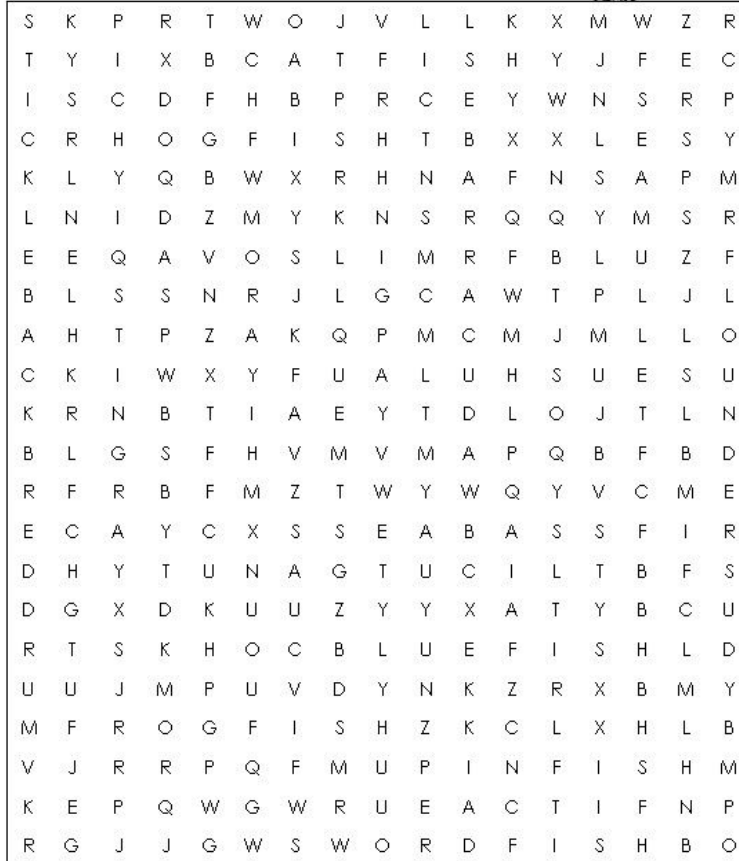 S K P R T W O J V L L K X M W Z R
T Y I X B C A T F I S H Y J F E C
I S C D F H B P R C E Y W N S R P
C R H O G F I S H T B X X L E S Y
K L Y Q B W X R H N A F N S A P M
L N I D Z M Y K N S R Q Q Y M S R
E E Q A V O S L I M R F B L U Z F
B L S S N R J L G C A W T P L J L
A H T P Z A K Q P M C M J M L L O
C K I W X Y F U A L U H S U E S U
K R N B T I A E Y T D L O J T L N
B L G S F H V M V M A P Q B F B D
R F R B F M Z T W Y W Q Y V C M E
E C A Y C X S S E A B A S S F I R
D H Y T U N A G T U C I L T B F S
D G X D K U U Z Y Y X A T Y B C U
R T S K H O C B L U E F I S H L D
U U J M P U V D Y N K Z R X B M Y
M F R O G F I S H Z K C L X H L B
V J R R P Q F M U P I N F I S H M
K E P Q W G W R U E A C T I F N P
R G J J G W S W O R D F I S H B O